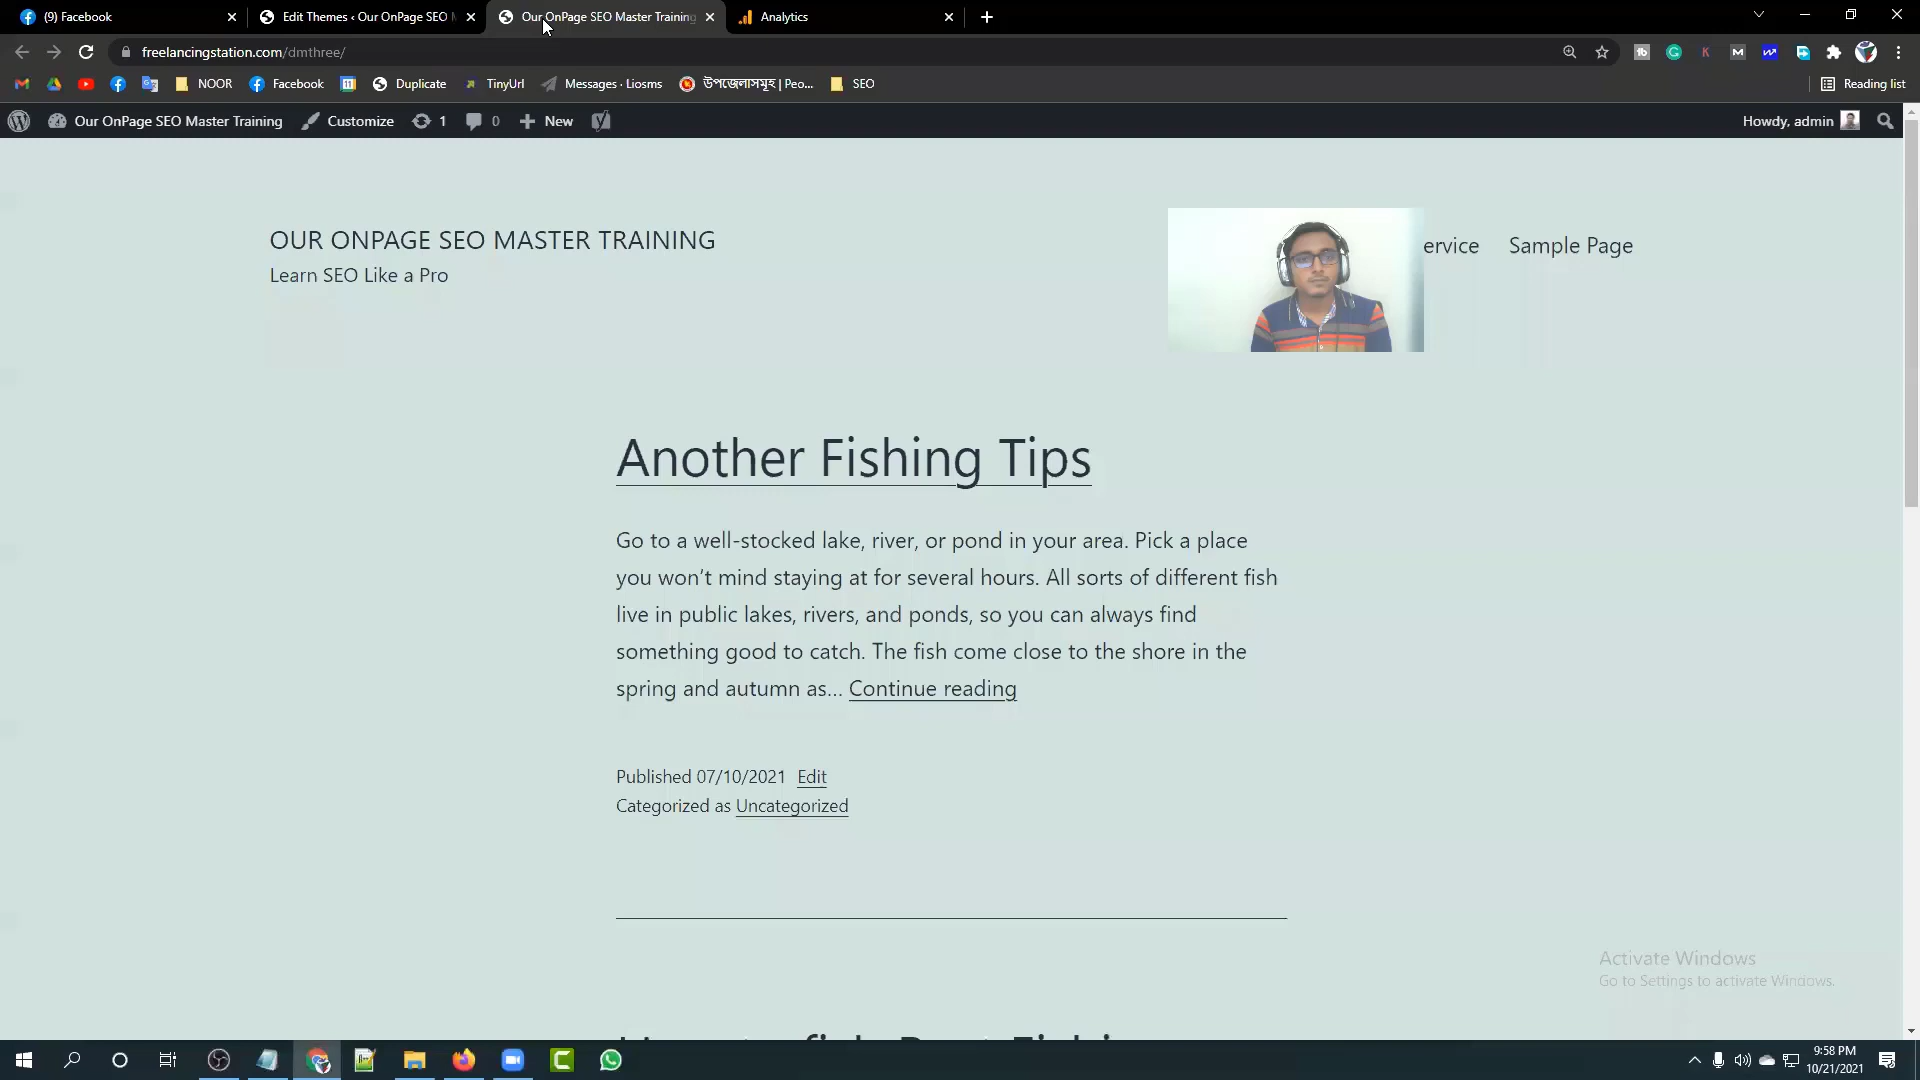 (9) Facebook
Edit Themes ‹ Our OnPage SEO
Our OnPage SEO Master Training
Analytics
freelancingstation.com/dmthree/
NOOR
Facebook
Duplicate
TinyUrl
Messages · Liosms
উপজেলাসমূহ | Peo...
SEO
Reading list
Our OnPage SEO Master Training
Customize
1
0
New
Howdy, admin
OUR ONPAGE SEO MASTER TRAINING
Learn SEO Like a Pro
ervice
Sample Page
Another Fishing Tips
Go to a well-stocked lake, river, or pond in your area. Pick a place
you won’t mind staying at for several hours. All sorts of different fish
live in public lakes, rivers, and ponds, so you can always find
something good to catch. The fish come close to the shore in the
spring and autumn as… Continue reading
Published 07/10/2021 Edit
Categorized as Uncategorized
Activate Windows
Go to Settings to activate Windows.
9:58 PM
10/21/2021